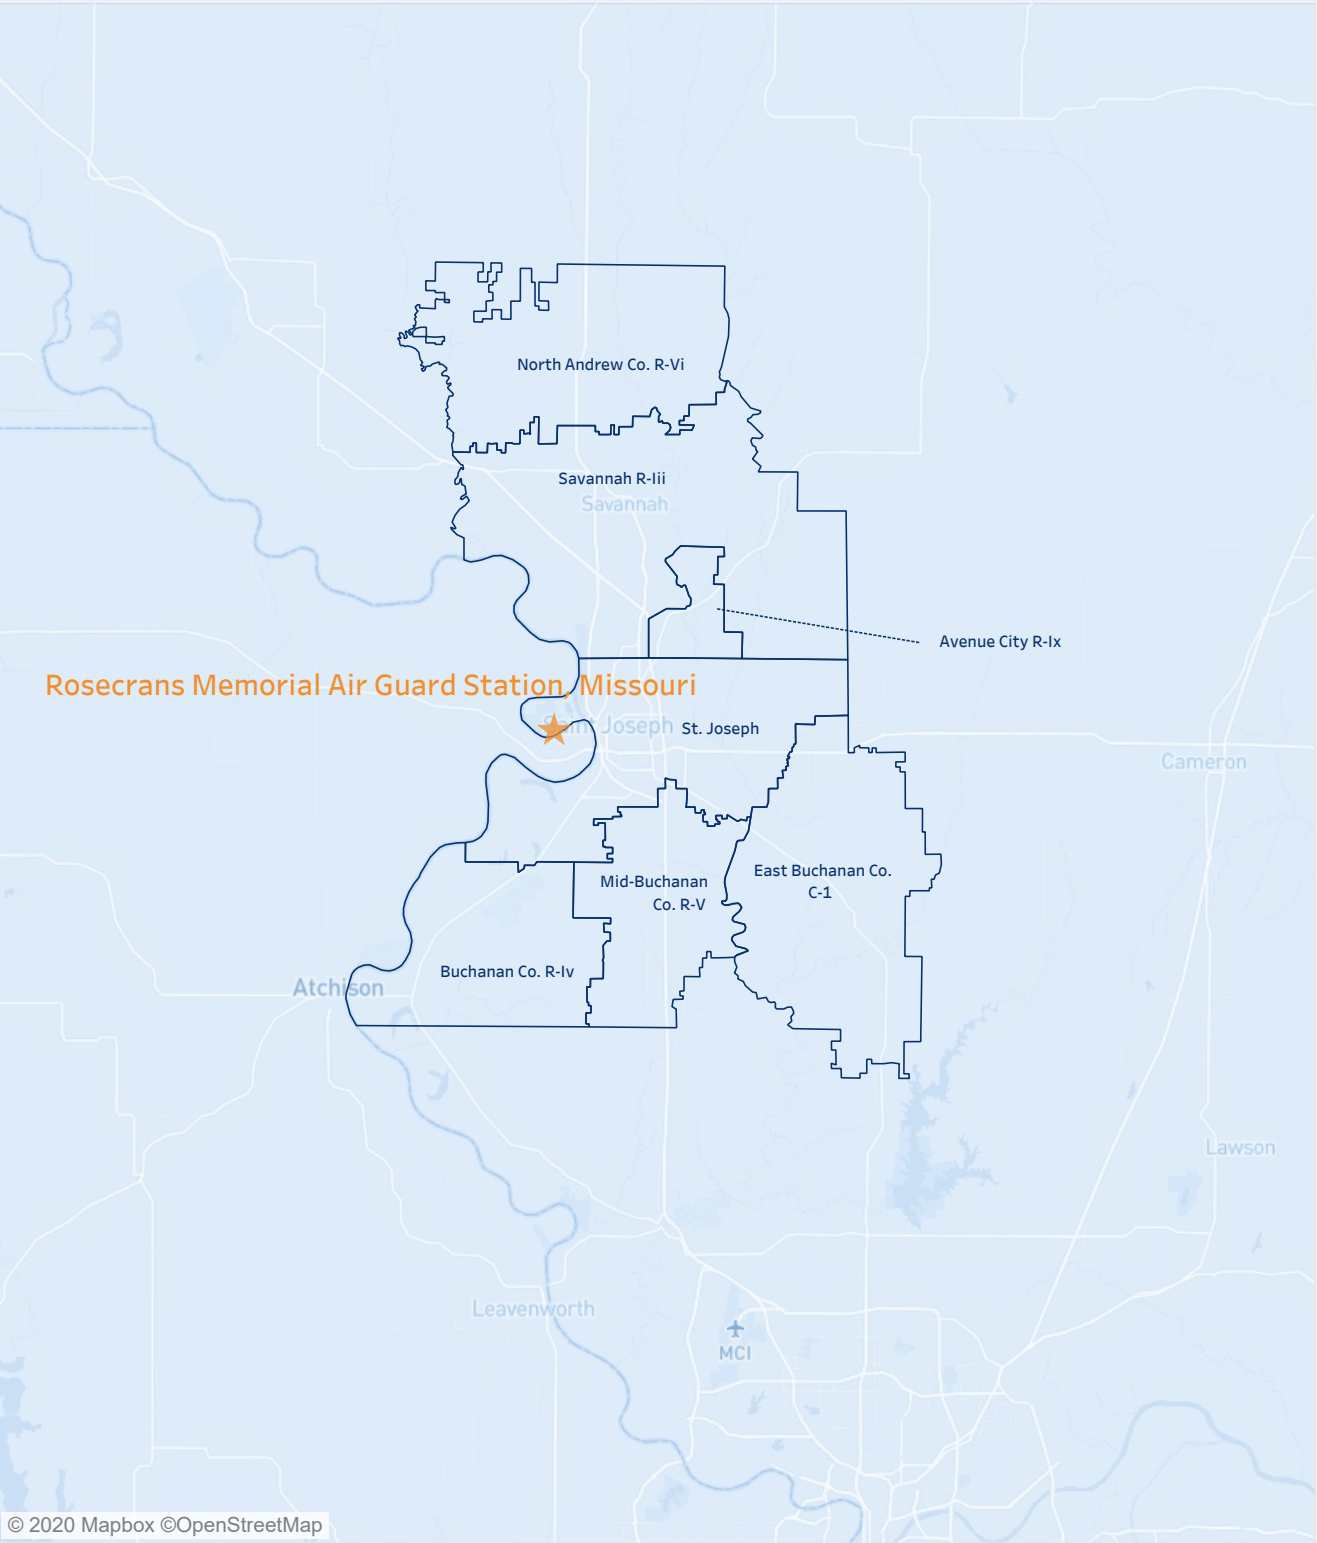 North Andrew Co. R-Vi
Savannah R-Iii
Savannah
Avenue City R-Ix
Rosecrans Memorial Air Guard Station, Missouri
Saint Joseph
St. Joseph
Cameron
East Buchanan Co.
C-1
Mid-Buchanan
Co. R-V
Buchanan Co. R-Iv
Atchison
Lawson
Leavenworth
MCI
© 2020 Mapbox ©OpenStreetMap